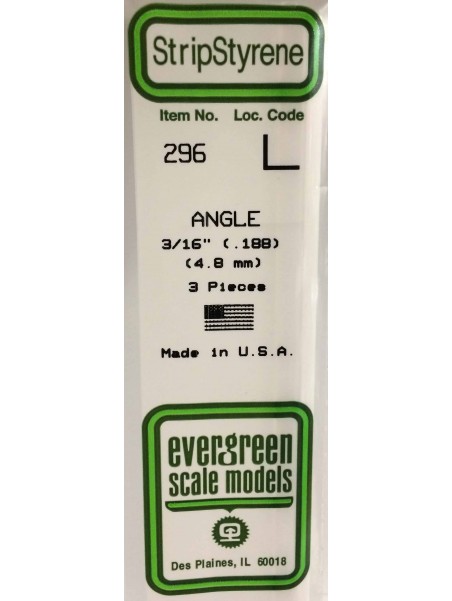 StripStyrene
Item No. Loc. Code
296
ANGLE
3/16" (.188)
(4.8 mm)
3 Pieces
Made in U.S.A.
evergreen
scale models
Des Plaines, IL 60018